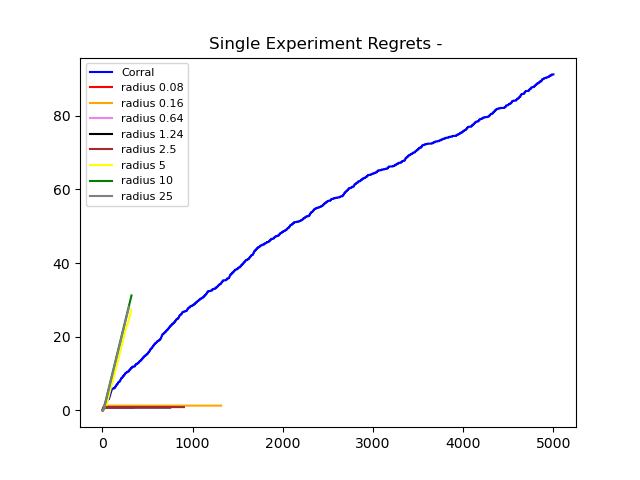 Single Experiment Regrets -
Corral
radius 0.08
radius 0.16
radius 0.64
radius 1.24
radius 2.5
radius 5
radius 10
radius 25
80
60
40
20
0
0 1000 2000 3000 4000 5000